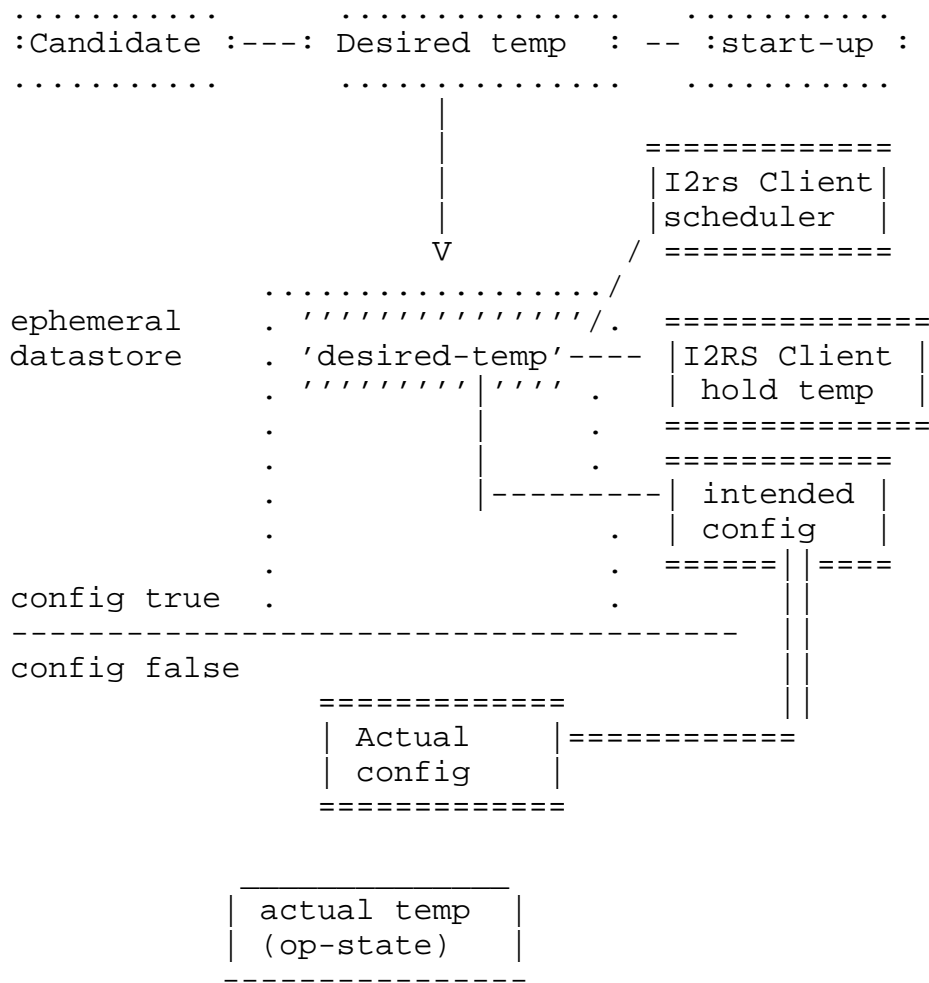 Candidate Desired temp start-up
I2rs Client
scheduler
ephemeral
datastore 'desired-temp' I2RS Client
hold temp
intended
config
config true
config false
Actual
config
actual temp
(op-state)